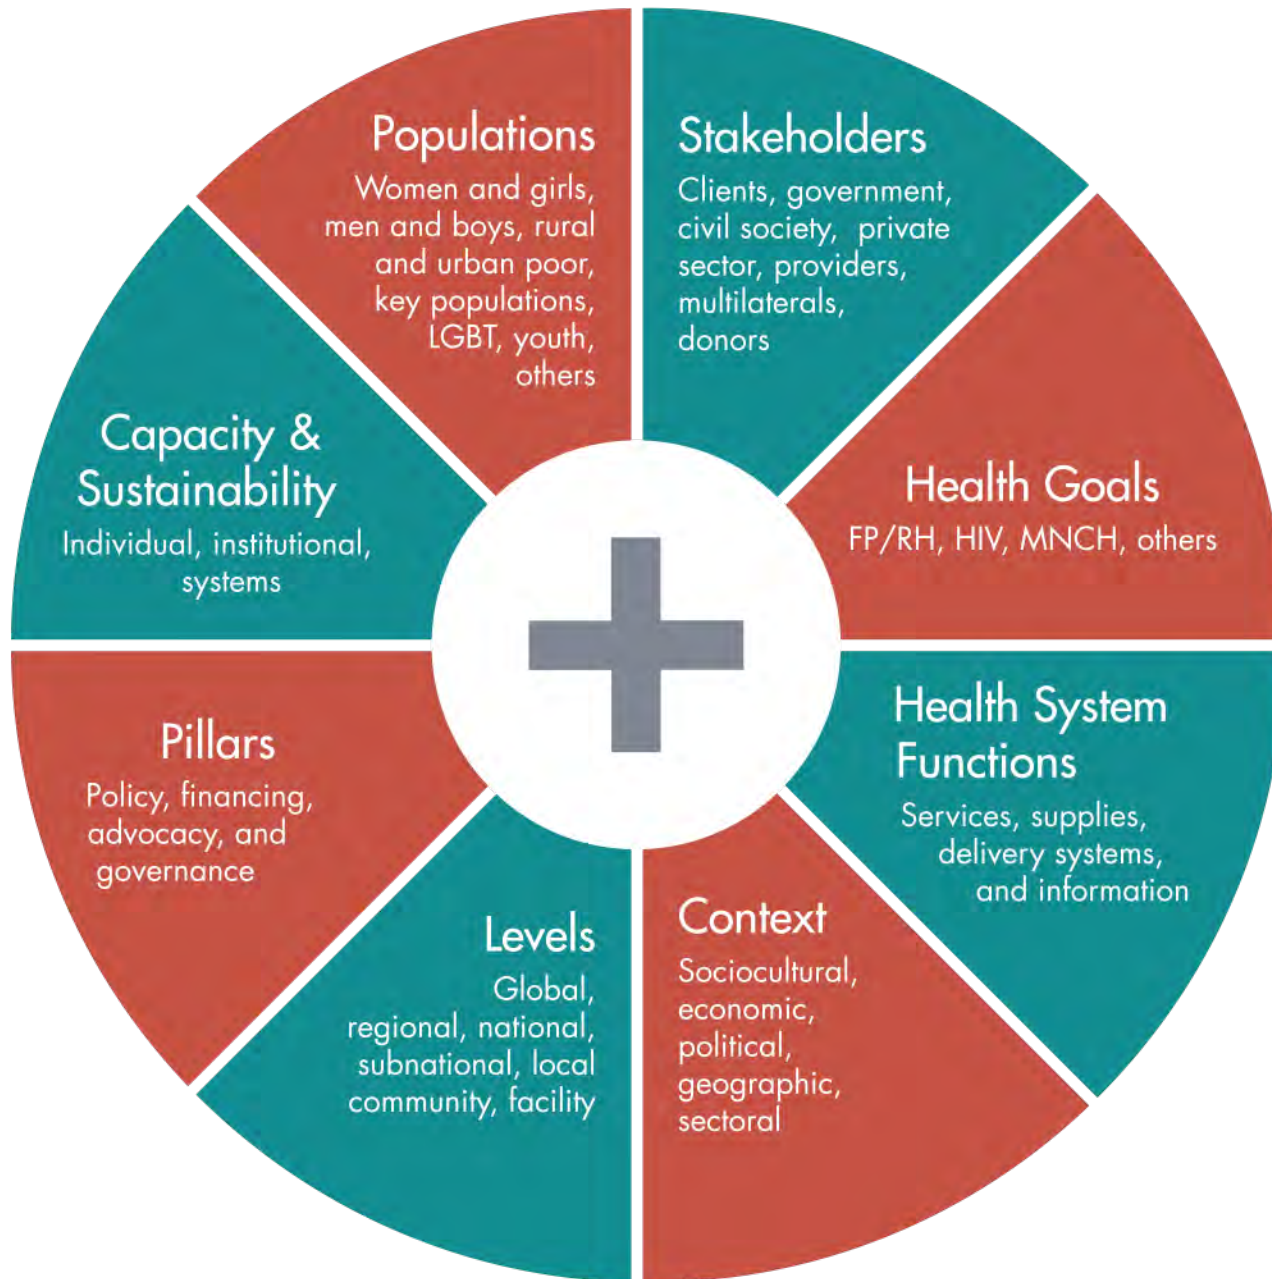 Populations
Women and girls,
men and boys, rural
and urban poor,
key populations,
LGBT, youth,
others
Stakeholders
Clients, government,
civil society, private
sector, providers,
multilaterals,
donors
Health Goals
FP/RH, HIV, MNCH, others
Health System
Functions
Services, supplies,
delivery systems,
and information
Context
Sociocultural,
economic,
political,
geographic,
sectoral
Levels
Global,
regional, national,
subnational, local
community, facility
Pillars
Policy, financing,
advocacy, and
governance
Capacity &
Sustainability
Individual, institutional,
systems